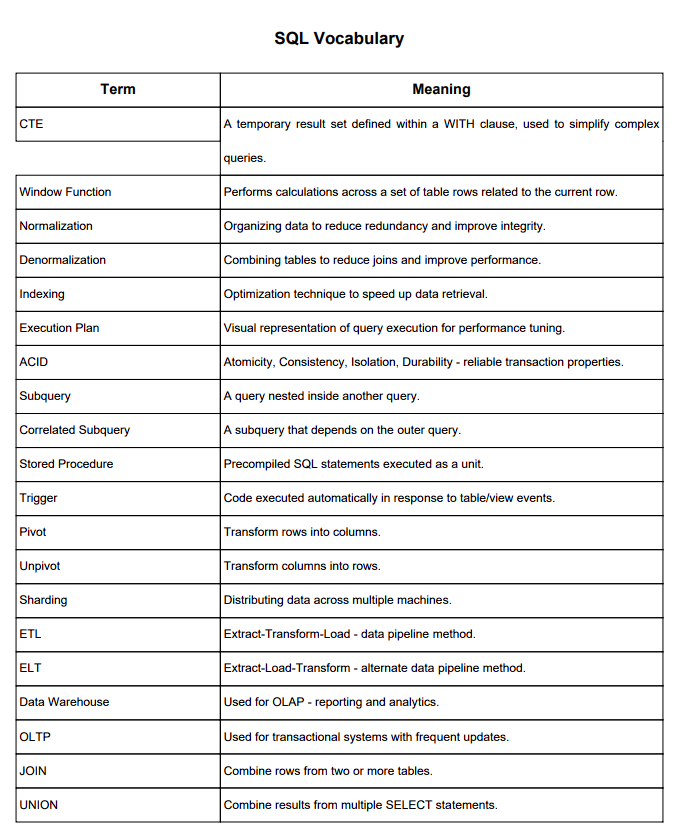 SQL Vocabulary
Term Meaning
CTE A temporary result set defined within a WITH clause, used to simplify complex
queries.
Window Function Performs calculations across a set of table rows related to the current row.
Normalization Organizing data to reduce redundancy and improve integrity.
Denormalization Combining tables to reduce joins and improve performance.
Indexing Optimization technique to speed up data retrieval.
Execution Plan Visual representation of query execution for performance tuning.
ACID Atomicity, Consistency, Isolation, Durability - reliable transaction properties.
Subquery A query nested inside another query.
Correlated Subquery A subquery that depends on the outer query.
Stored Procedure Precompiled SQL statements executed as a unit.
Trigger Code executed automatically in response to table/view events.
Pivot Transform rows into columns.
Unpivot Transform columns into rows.
Sharding Distributing data across multiple machines.
ETL Extract-Transform-Load - data pipeline method.
ELT Extract-Load-Transform - alternate data pipeline method.
Data Warehouse Used for OLAP - reporting and analytics.
OLTP Used for transactional systems with frequent updates.
JOIN Combine rows from two or more tables.
UNION Combine results from multiple SELECT statements.